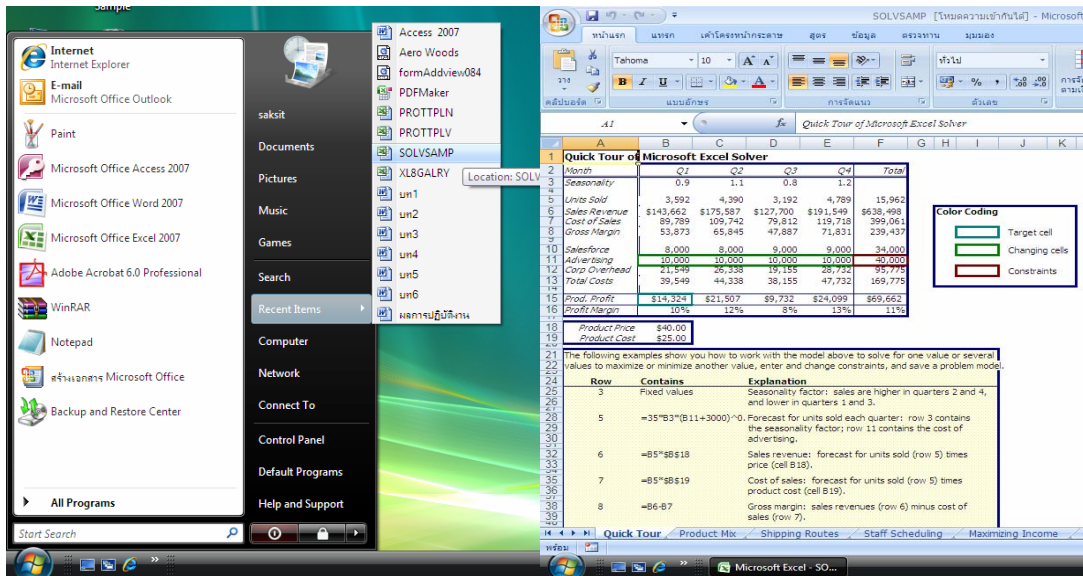 Sample
Internet
Internet Explorer
E-mail
Microsoft Office Outlook
Paint
Microsoft Office Access 2007
Microsoft Office Word 2007
Microsoft Office Excel 2007
Adobe Acrobat 6.0 Professional
WinRAR
Notepad
สร้างเอกสาร Microsoft Office
Backup and Restore Center
All Programs
Start Search
saksit
Documents
Pictures
Music
Games
Search
Recent Items
Computer
Network
Connect To
Control Panel
Default Programs
Help and Support
Access 2007
Aero Woods
formAddview084
PDFMaker
PROTTPLN
PROTTPLV
SOLVSAMP
XL8GALRY
Location: SOLV
บท1
บท2
บท3
บท4
บท5
บท6
ผลการปฏิบัติงาน
SOLVSAMP [โหมดความเข้ากันได้] - Microsoft
หน้าแรก แทรก เค้าโครงหน้ากระดาษ สูตร ข้อมูล ตรวจทาน มุมมอง
วาง
Tahoma 10 A A
B I U A
ทั่วไป
% ,
คลิปบอร์ด แบบอักษร การจัดแนว ตัวเลข
A1 fx Quick Tour of Microsoft Excel Solver
A B C D E F G H I J K
1 Quick Tour of Microsoft Excel Solver
2 Month Q1 Q2 Q3 Q4 Total
3 Seasonality 0.9 1.1 0.8 1.2
4
5 Units Sold 3,592 4,390 3,192 4,789 15,962
6 Sales Revenue $143,662 $175,587 $127,700 $191,549 $638,498 Color Coding
7 Cost of Sales 89,789 109,742 79,812 119,718 399,061
8 Gross Margin 53,873 65,845 47,887 71,831 239,437 Target cell
9
10 Salesforce 8,000 8,000 9,000 9,000 34,000 Changing cells
11 Advertising 10,000 10,000 10,000 10,000 40,000
12 Corp Overhead 21,549 26,338 19,155 28,732 95,775 Constraints
13 Total Costs 39,549 44,338 38,155 47,732 169,775
14
15 Prod. Profit $14,324 $21,507 $9,732 $24,099 $69,662
16 Profit Margin 10% 12% 8% 13% 11%
17
18 Product Price $40.00
19 Product Cost $25.00
20
21 The following examples show you how to work with the model above to solve for one value or several
22 values to maximize or minimize another value, enter and change constraints, and save a problem model.
23
24 Row Contains Explanation
25 3 Fixed values Seasonality factor: sales are higher in quarters 2 and 4,
26 and lower in quarters 1 and 3.
27
28 5 =35*B3*(B11+3000)^0. Forecast for units sold each quarter: row 3 contains
29 the seasonality factor; row 11 contains the cost of
30 advertising.
31
32 6 =B5*$B$18 Sales revenue: forecast for units sold (row 5) times
33 price (cell B18).
34
35 7 =B5*$B$19 Cost of sales: forecast for units sold (row 5) times
36 product cost (cell B19).
37
38 8 =B6-B7 Gross margin: sales revenues (row 6) minus cost of
39 sales (row 7).
40
Quick Tour Product Mix Shipping Routes Staff Scheduling Maximizing Income
พร้อม
Microsoft Excel - SO...